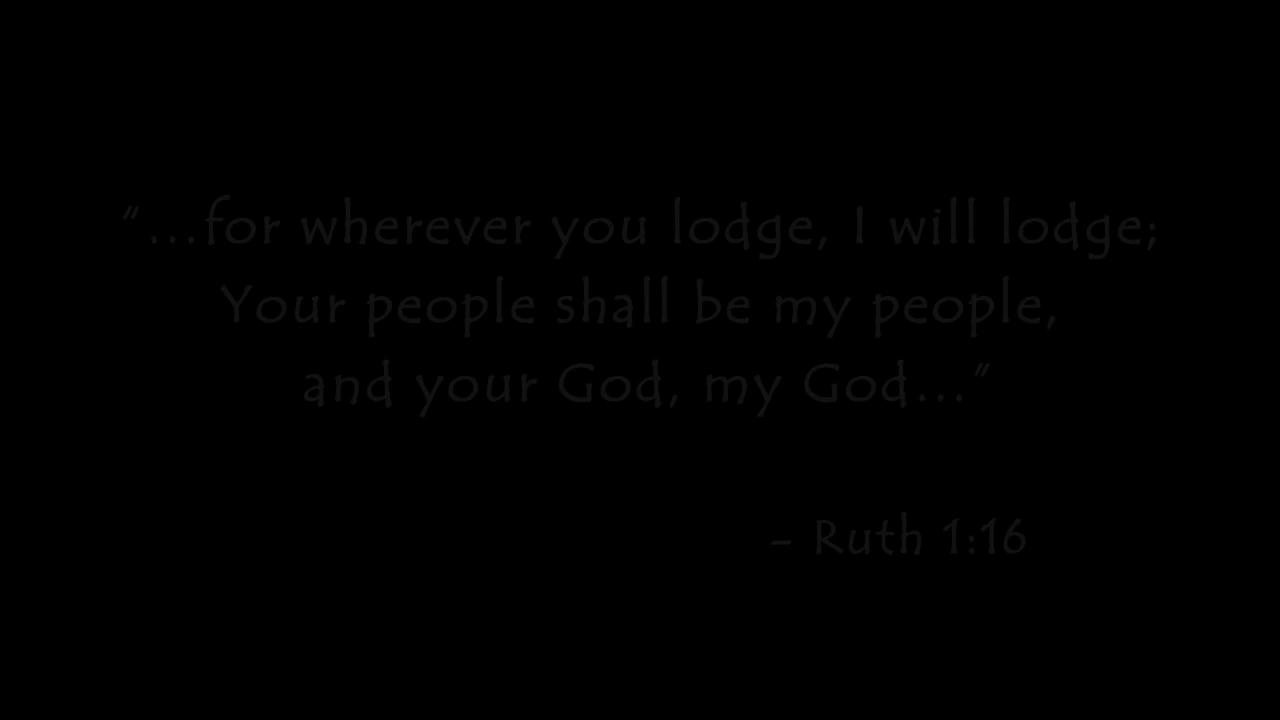 “...for wherever you lodge, I will lodge;
Your people shall be my people,
and your God, my God...”
- Ruth 1:16